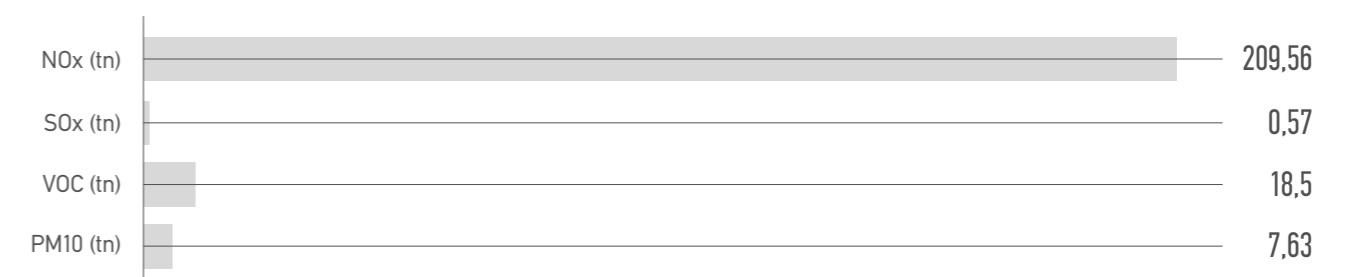 NOx (tn) 209,56
SOx (tn) 0,57
VOC (tn) 18,5
PM10 (tn) 7,63